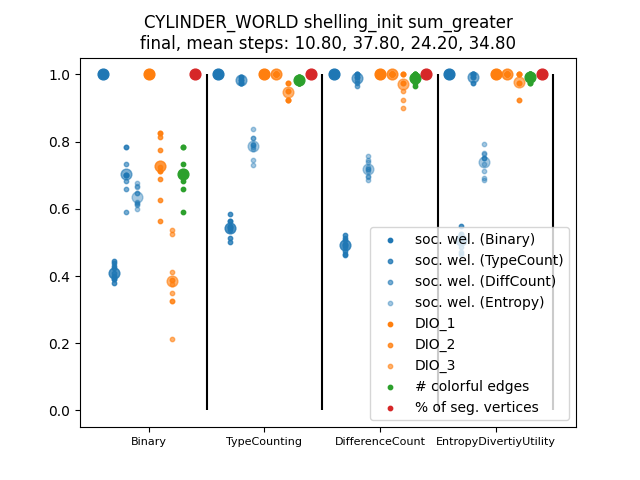 CYLINDER_WORLD shelling_init sum_greater
final, mean steps: 10.80, 37.80, 24.20, 34.80
1.0
0.8
0.6
0.4
0.2
0.0
soc. wel. (Binary)
soc. wel. (TypeCount)
soc. wel. (DiffCount)
soc. wel. (Entropy)
DIO_1
DIO_2
DIO_3
# colorful edges
% of seg. vertices
Binary
TypeCounting
DifferenceCount
EntropyDivertiyUtility